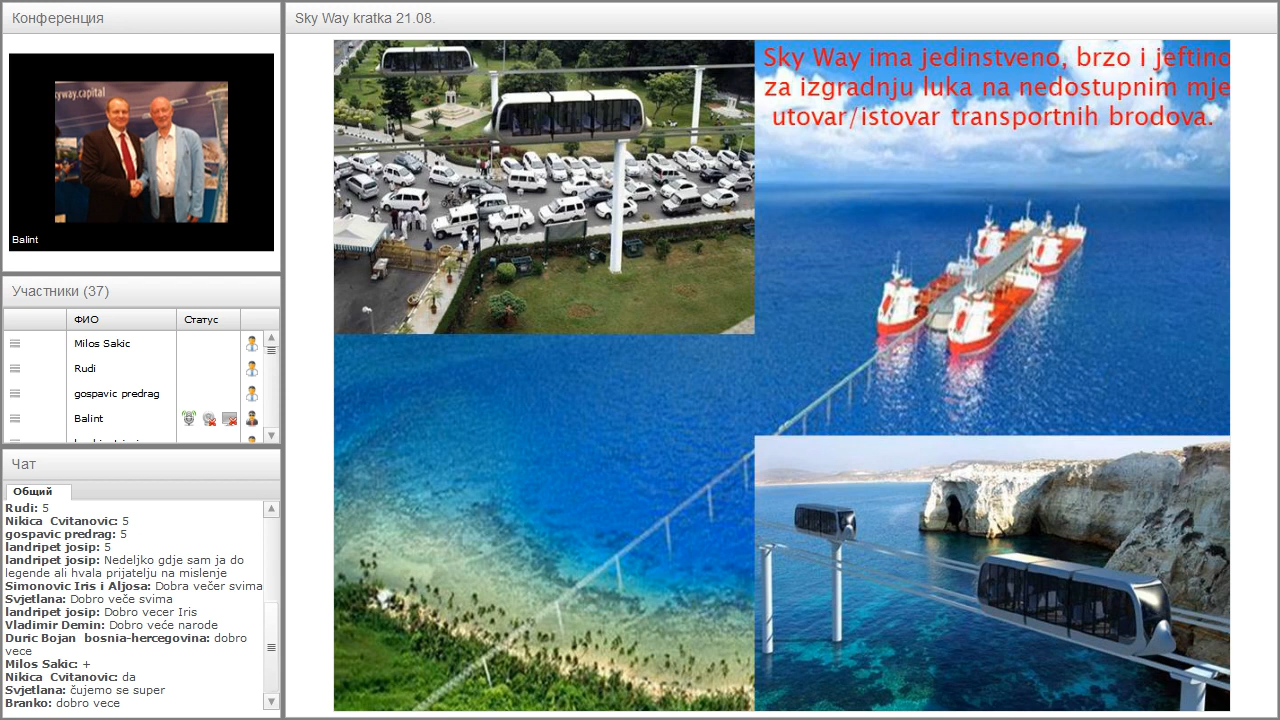 Конференция
kyway.capital
Balint
Участники (37)
ФИО Статус
Milos Sakic
Rudi
gospavic predrag
Balint
Чат
Общий
Rudi: 5
Nikica Cvitanovic: 5
gospavic predrag: 5
landripet josip: 5
landripet josip: Nedeljko gdje sam ja do
legende ali hvala prijatelju na mislenje
Simonovic Iris i Aljosa: Dobra večer svima
Svjetlana: Dobro veče svima
landripet josip: Dobro vecer Iris
Vladimir Denin: Dobro veće narode
Duric Bojan bosnia-hercegovina: dobro
vece
Milos Sakic: +
Nikica Cvitanovic: da
Svjetlana: čujemo se super
Branko: dobro veče
Sky Way kratka 21.08.
Sky Way ima jedinstveno, brzo i jeftino
za izgradnju luka na nedostupnim mje
utovar/istovar transportnih brodova.